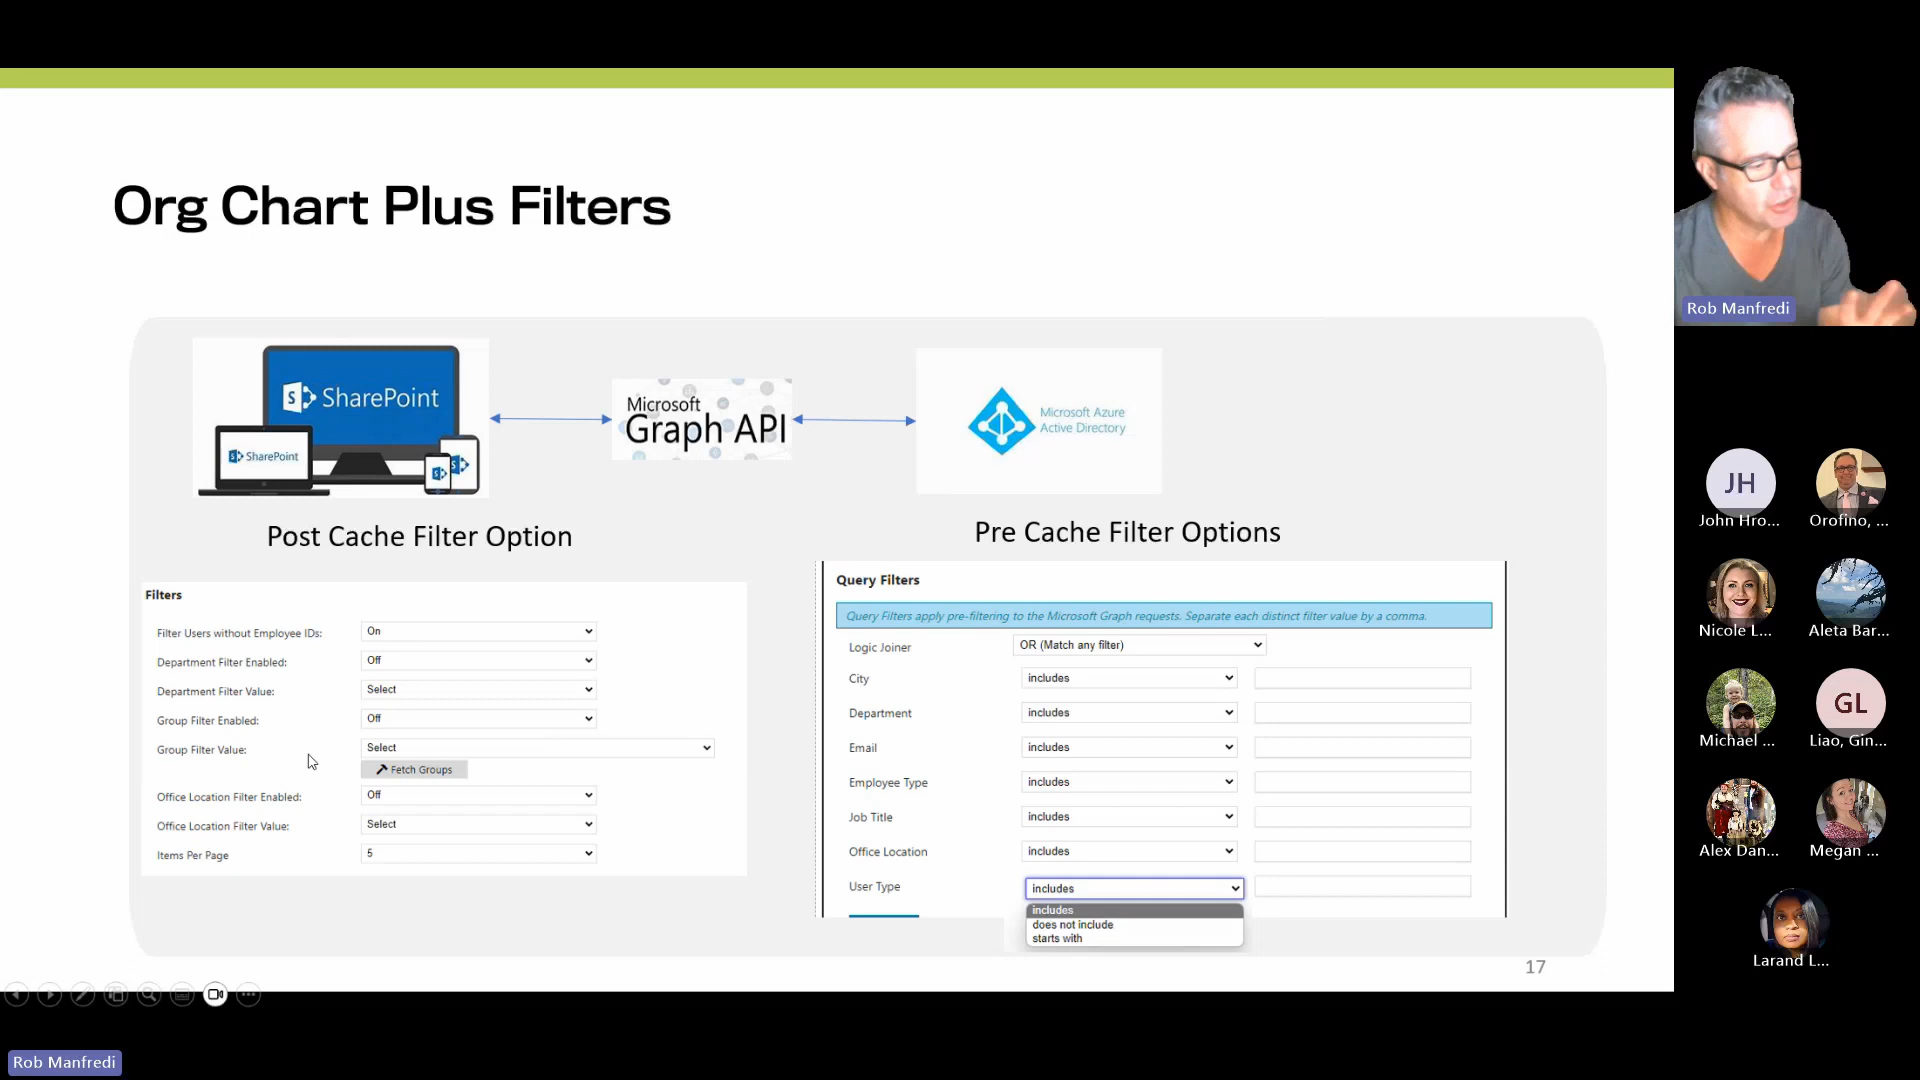 Org Chart Plus Filters
SharePoint
SharePoint
Microsoft
Graph API
Microsoft Azure
Active Directory
Post Cache Filter Option
Pre Cache Filter Options
Filters
Filter Users without Employee IDs: On
Department Filter Enabled: Off
Department Filter Value: Select
Group Filter Enabled: Off
Group Filter Value: Select
Fetch Groups
Office Location Filter Enabled: Off
Office Location Filter Value: Select
Items Per Page 5
Query Filters
Query Filters apply pre-filtering to the Microsoft Graph requests. Separate each distinct filter value by a comma.
Logic Joiner OR (Match any filter)
City includes
Department includes
Email includes
Employee Type includes
Job Title includes
Office Location includes
User Type includes
includes
does not include
starts with
17
Rob Manfredi
JH
John Hro...
Orofino, ...
Nicole L...
Aleta Bar...
Michael ...
GL
Liao, Gin...
Alex Dan...
Megan ...
Larand L...
Rob Manfredi